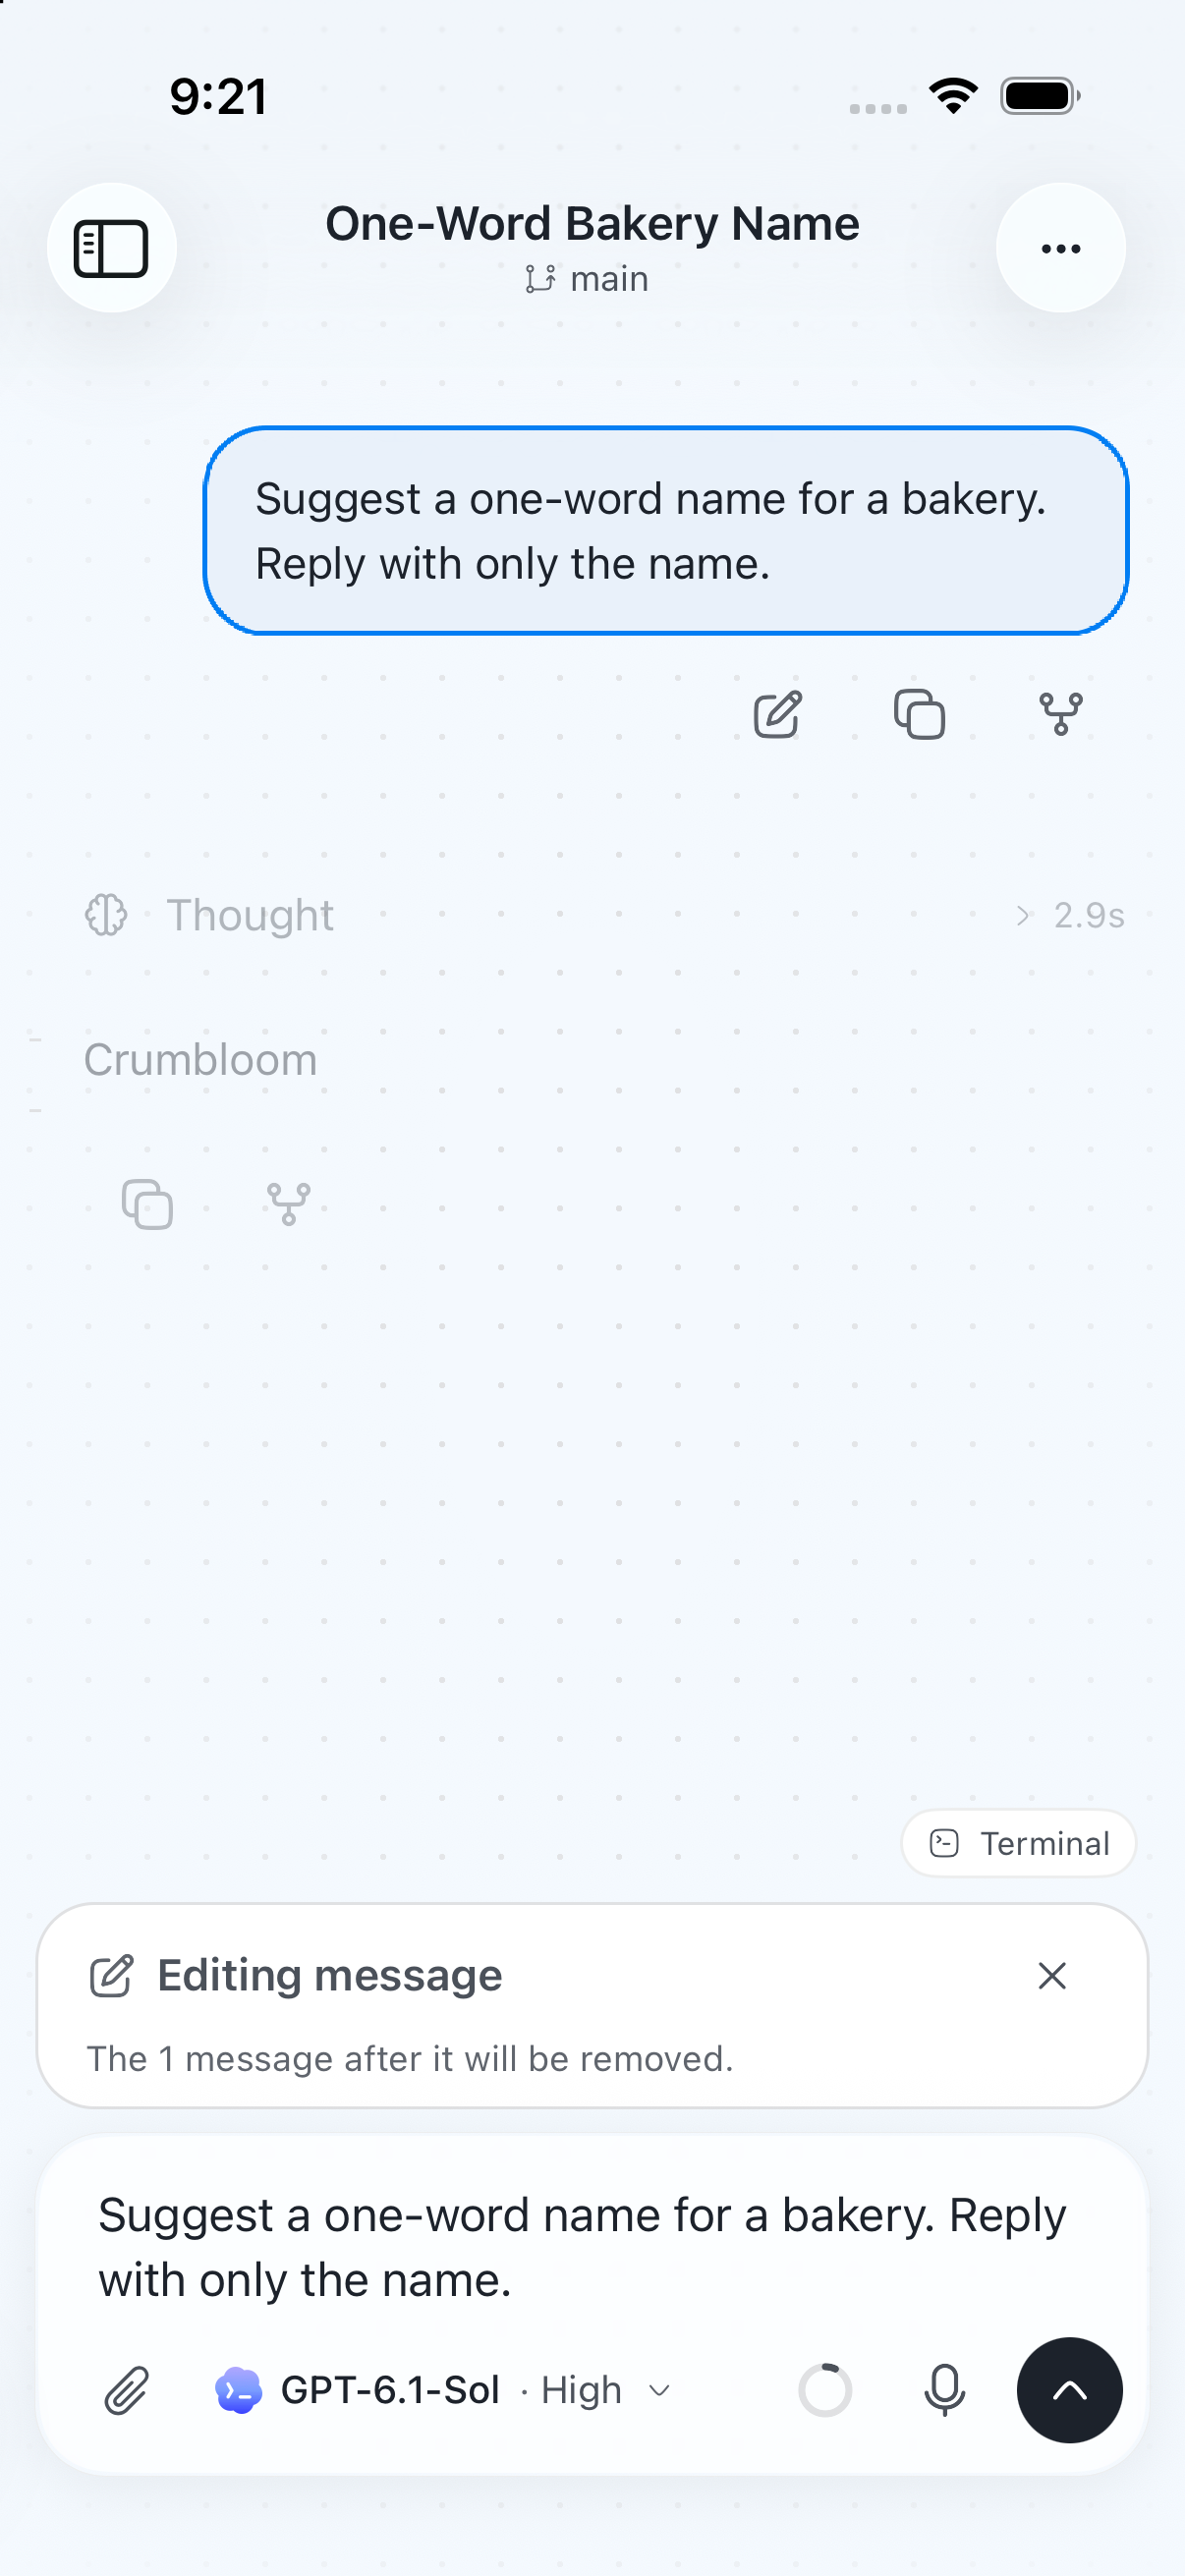 9:21
One-Word Bakery Name
main
Suggest a one-word name for a bakery.
Reply with only the name.
Thought
2.9s
Crumbloom
Terminal
Editing message
The 1 message after it will be removed.
Suggest a one-word name for a bakery. Reply
with only the name.
GPT-6.1-Sol · High